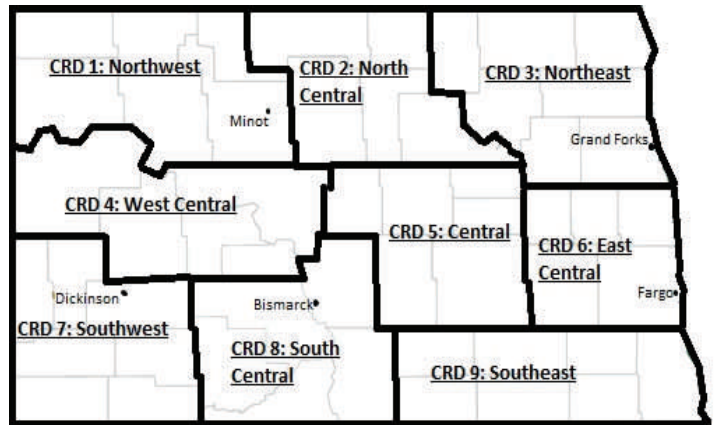 CRD 1: Northwest
CRD 2: North
Central
CRD 3: Northeast
Minot
Grand Forks
CRD 4: West Central
CRD 5: Central
CRD 6: East
Central
Dickinson
Bismarck
Fargo
CRD 7: Southwest
CRD 8: South
Central
CRD 9: Southeast